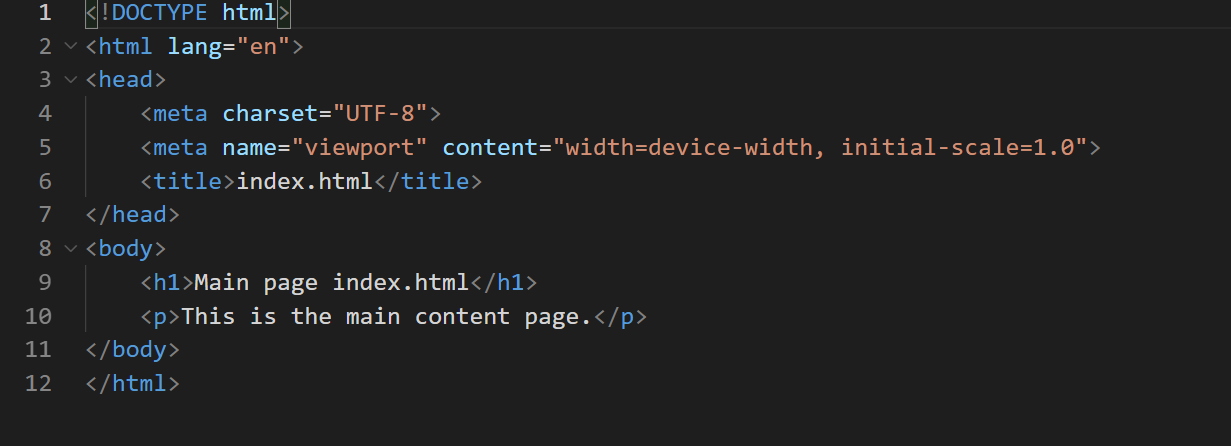 1 <!DOCTYPE html>
2 <html lang="en">
3 <head>
4     <meta charset="UTF-8">
5     <meta name="viewport" content="width=device-width, initial-scale=1.0">
6     <title>index.html</title>
7 </head>
8 <body>
9     <h1>Main page index.html</h1>
10     <p>This is the main content page.</p>
11 </body>
12 </html>